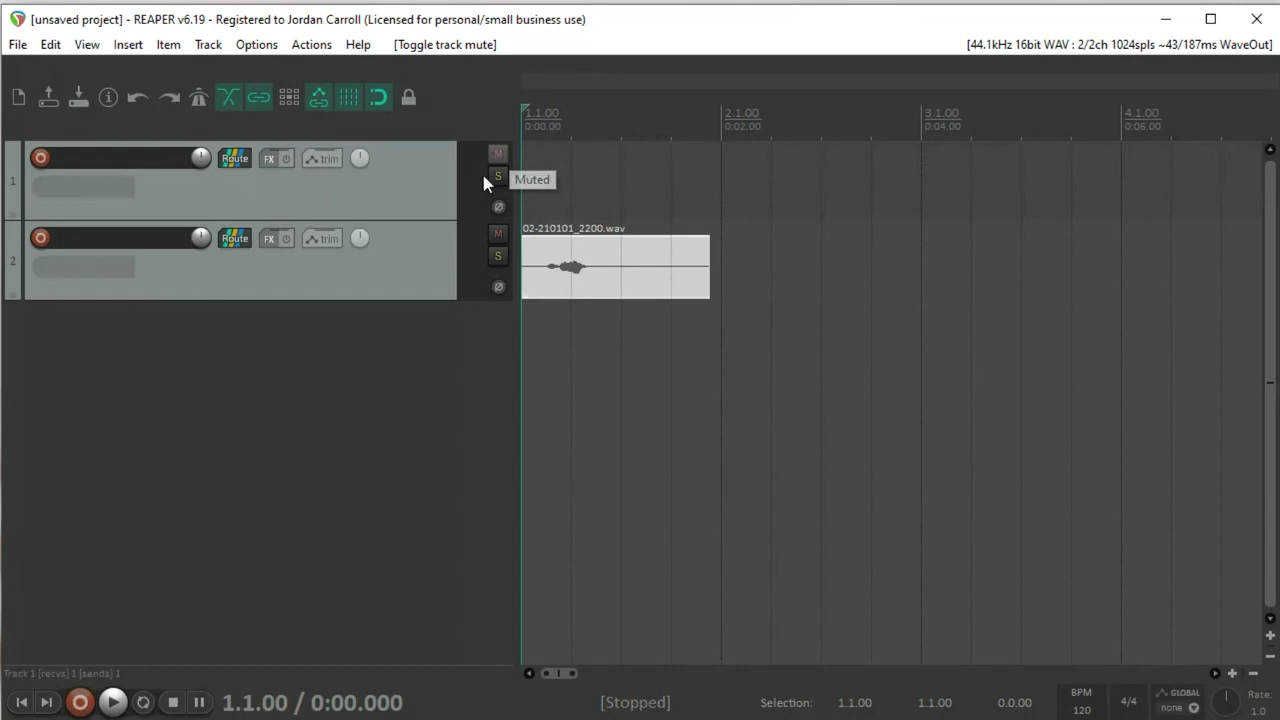 [unsaved project] - REAPER v6.19 - Registered to Jordan Carroll (Licensed for personal/small business use)
File Edit View Insert Item Track Options Actions Help [Toggle track mute] [44.1kHz 16bit WAV : 2/2ch 1024spls ~43/187ms WaveOut]
1.1.00 2.1.00 3.1.00 4.1.00
0:00.00 0:02.00 0:04.00 0:06.00
1 Route FX trim M
S Muted
2 Route FX trim M
S
02-210101_2200.wav
Track 1 [recvs] 1 [sends] 1
1.1.00 / 0:00.000 [Stopped] Selection: 1.1.00 1.1.00 0.0.00 BPM 120 4/4 GLOBAL none Rate: 1.0